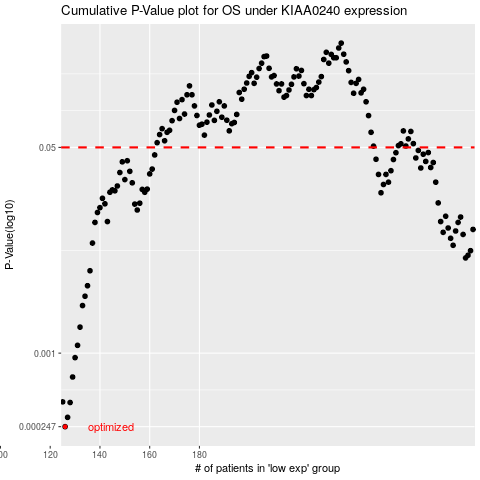 Cumulative P-Value plot for OS under KIAA0240 expression
P-Value(log10)
0.05
0.001
0.000247
optimized
00 120 140 160 180
# of patients in 'low exp' group